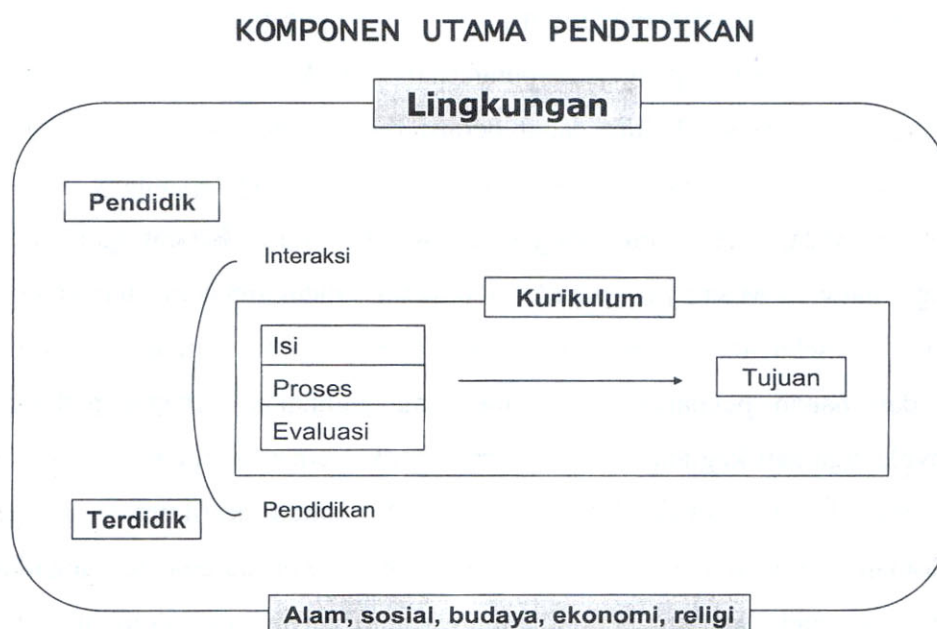 KOMPONEN UTAMA PENDIDIKAN
Lingkungan
Pendidik
Interaksi
Kurikulum
Isi
Proses
Evaluasi
Tujuan
Terdidik
Pendidikan
Alam, sosial, budaya, ekonomi, religi